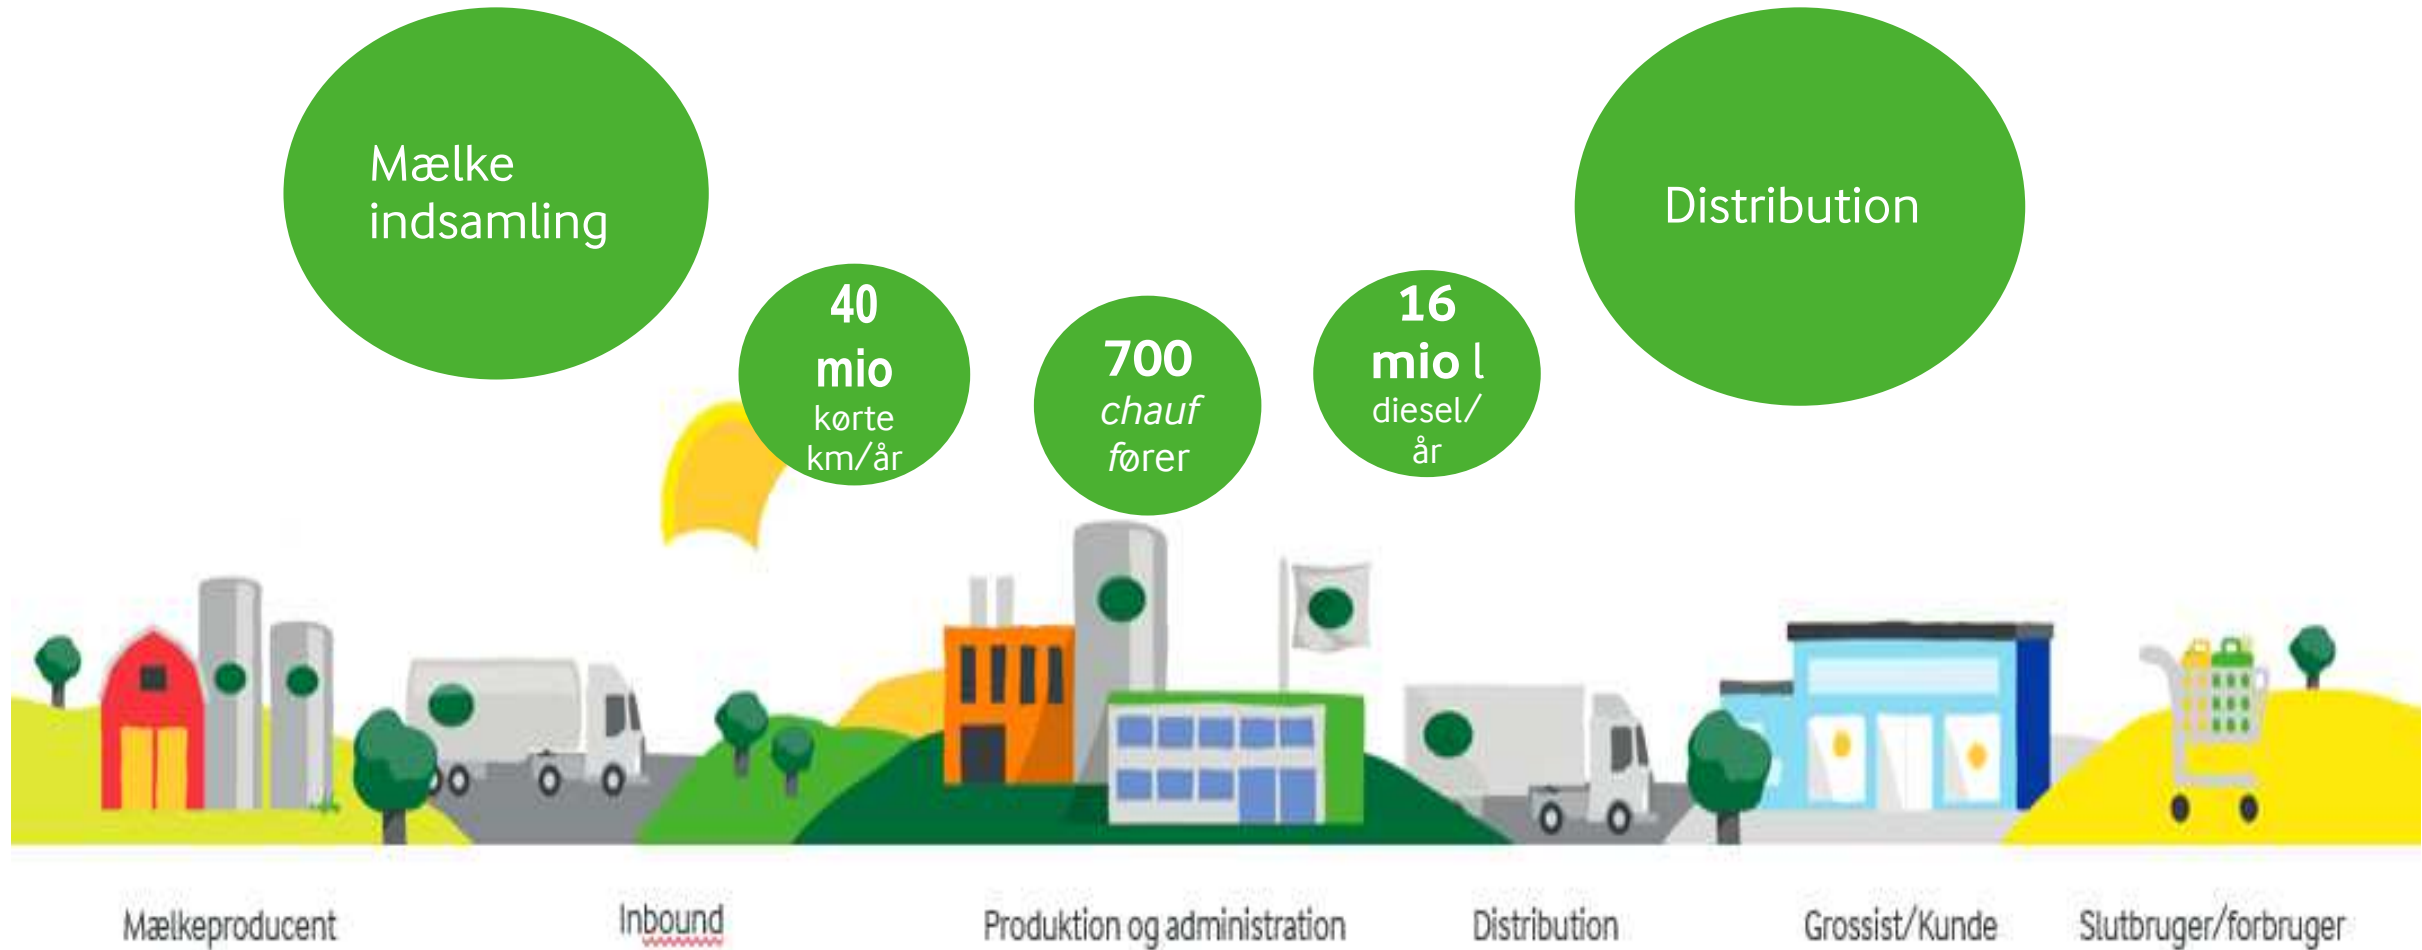 Mælke
indsamling
Distribution
40
mio
kørte
km/år
700
chauf
fører
16
mio l
diesel/
år
Mælkeproducent
Inbound
Produktion og administration
Distribution
Grossist/Kunde
Slutbruger/forbruger